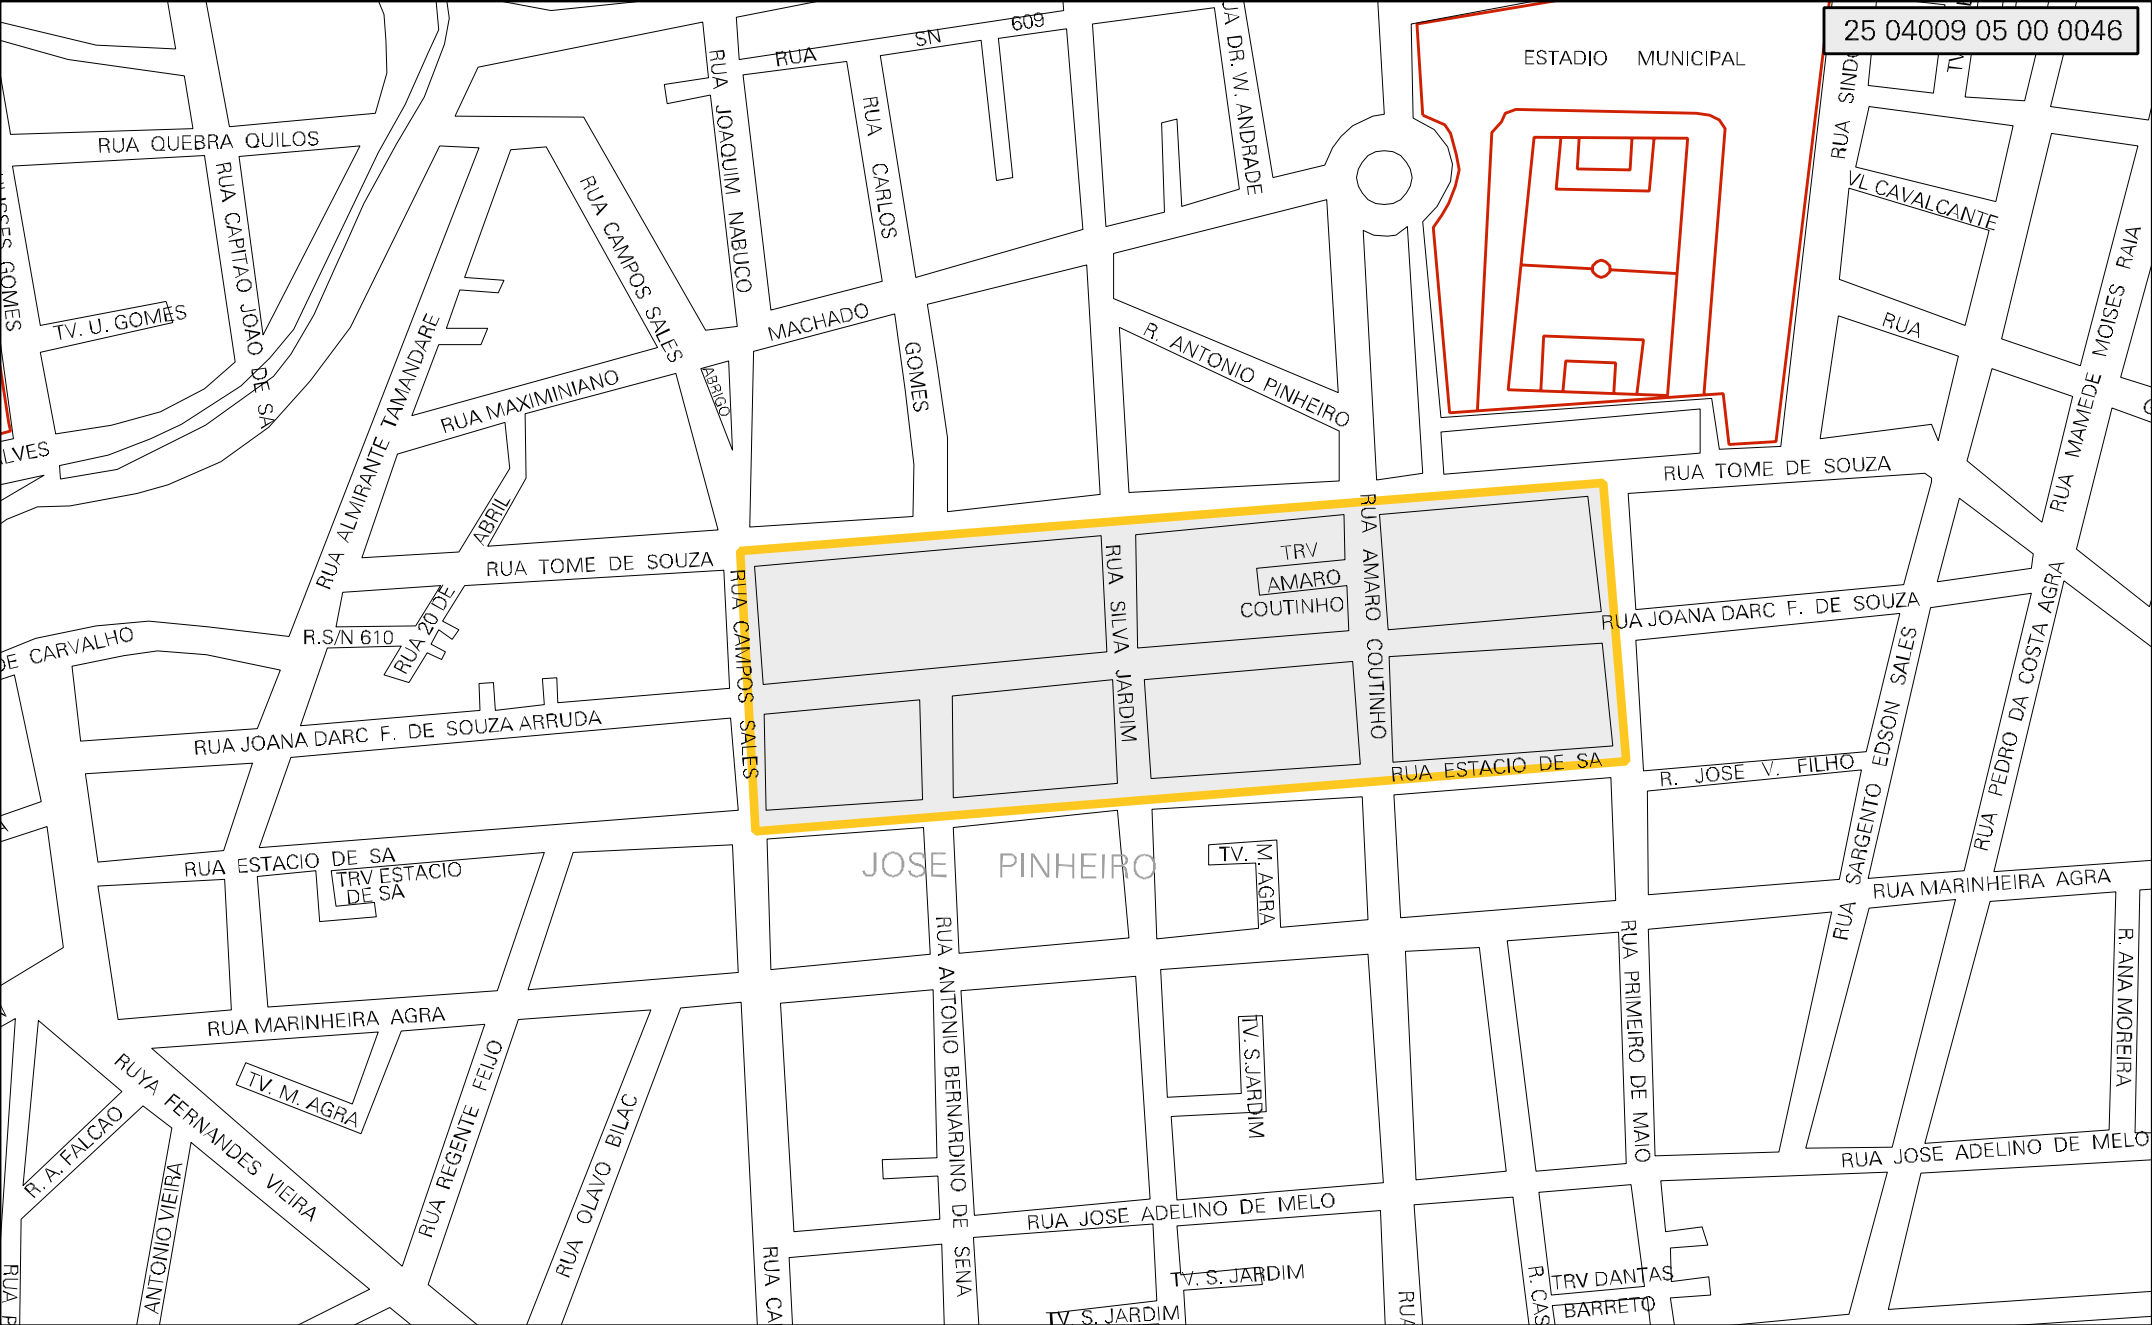 25 04009 05 00 0046
ESTADIO MUNICIPAL
RUA SN 609
RUA QUEBRA QUILOS
RUA CAPITAO JOAO DE SA
TV. U. GOMES
RUA JOAQUIM NABUCO
RUA CARLOS GOMES
RUA CAMPOS SALES
DR. W. ANDRADE
MACHADO
R. ANTONIO PINHEIRO
RUA MAXIMINIANO
ABRIGO
RUA ALMIRANTE TAMANDARE
VL CAVALCANTE
RUA
RUA MAMEDE MOISES RAIA
RUA TOME DE SOUZA
RUA TOME DE SOUZA
RUA 20 DE ABRIL
R.S/N 610
DE CARVALHO
RUA CAMPOS SALES
RUA SILVA JARDIM
TRV
AMARO
COUTINHO
RUA AMARO COUTINHO
RUA JOANA DARC F. DE SOUZA
RUA JOANA DARC F. DE SOUZA ARRUDA
RUA SARGENTO EDSON SALES
RUA PEDRO DA COSTA AGRA
RUA ESTACIO DE SA
R. JOSE V. FILHO
RUA ESTACIO DE SA
TRV ESTACIO
DE SA
JOSE PINHEIRO
TV. M. AGRA
RUA MARINHEIRA AGRA
RUA MARINHEIRA AGRA
RUA ANTONIO BERNARDINO DE SENA
RUA PRIMEIRO DE MAIO
R. ANA MOREIRA
TV. S.JARDIM
TV. M. AGRA
RUYA FERNANDES VIEIRA
R. A. FALCAO
ANTONIO VIEIRA
RUA REGENTE FEIJO
RUA OLAVO BILAC
RUA JOSE ADELINO DE MELO
RUA JOSE ADELINO DE MELO
TV. S. JARDIM
TV. S. JARDIM
TRV DANTAS
BARRETO
RUA